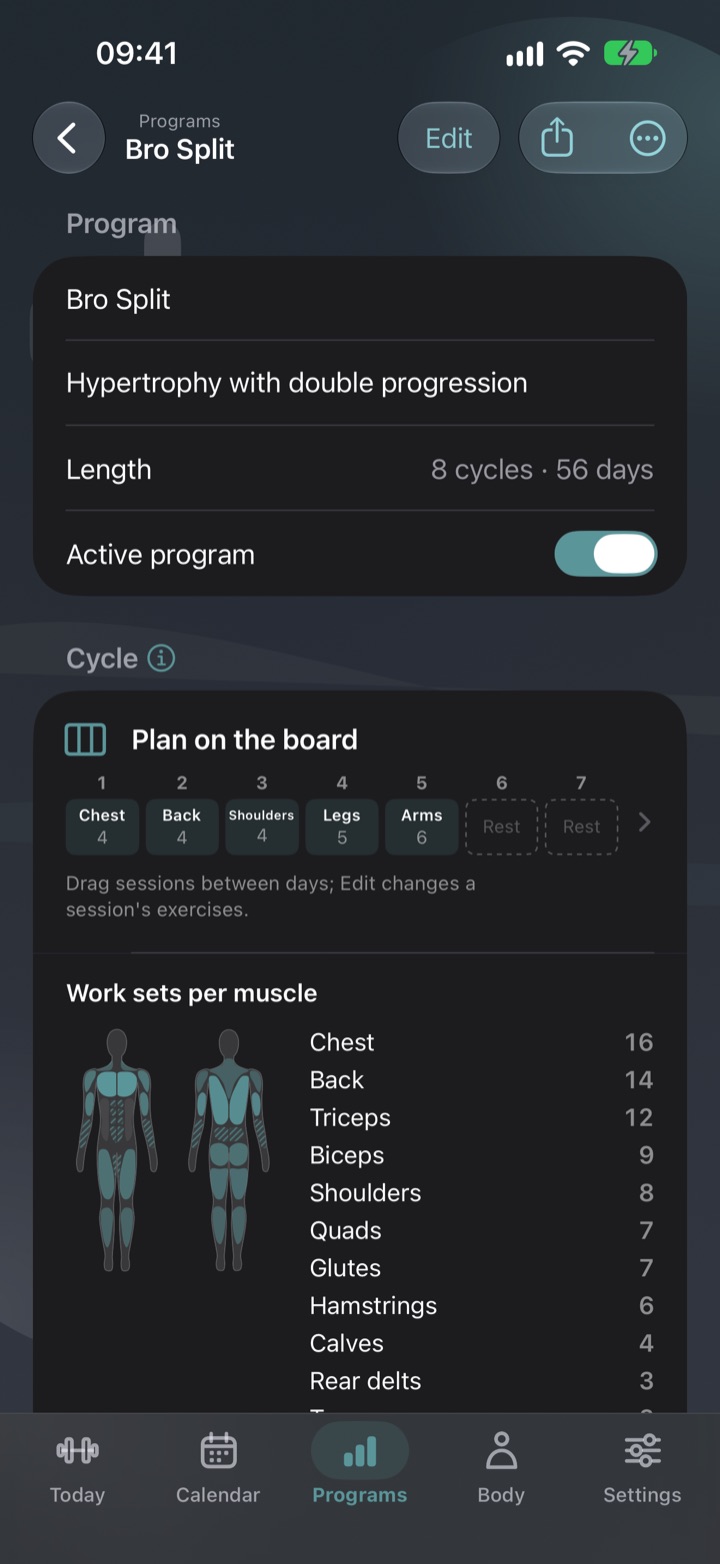 09:41
Programs
Bro Split
Edit
Program
Bro Split
Hypertrophy with double progression
Length 8 cycles · 56 days
Active program
Cycle
Plan on the board
1 2 3 4 5 6 7
Chest Back Shoulders Legs Arms Rest Rest
4 4 4 5 6
Drag sessions between days; Edit changes a
session's exercises.
Work sets per muscle
Chest 16
Back 14
Triceps 12
Biceps 9
Shoulders 8
Quads 7
Glutes 7
Hamstrings 6
Calves 4
Rear delts 3
Today Calendar Programs Body Settings